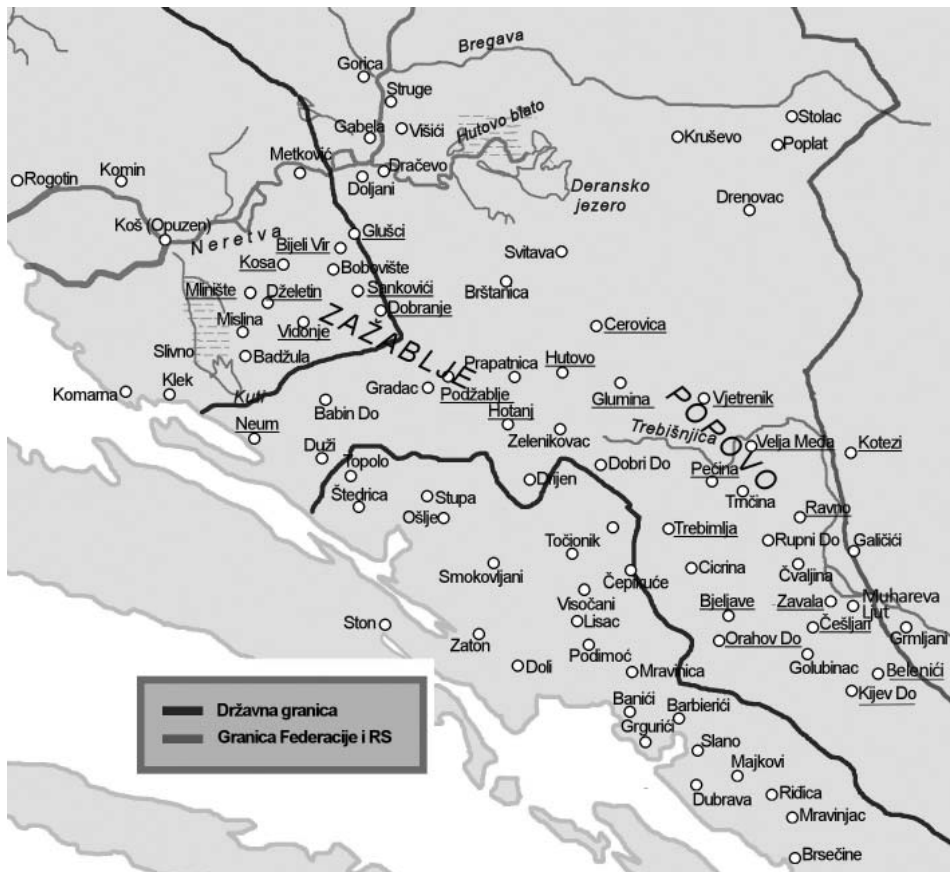 Bregava
Gorica
Struge
Stolac
Gabela
Višići
Hutovo blato
Kruševo
Poplat
Metković
Dračevo
Rogotin
Komin
Doljani
Deransko
jezero
Drenovac
Koš (Opuzen)
Neretva
Glušci
Bijeli Vir
Svitava
Kosa
Bobovište
Mlinište
Dželetin
Sankovići
Brštanica
Dobranje
Mislina
Vidonje
ZAŽABLJE
Cerovica
Slivno
Badžula
Prapatnica
Hutovo
Komarna
Klek
Kuti
Gradac
Podžablje
Glumina
Vjetrenik
POPOVO
Babin Do
Hotanj
Neum
Zelenikovac
Trebišnjica
Velja Međa
Kotezi
Duži
Topolo
Drijen
Dobri Do
Pečina
Štedrica
Stupa
Trnčina
Ošlje
Ravno
Trebimlja
Točionik
Rupni Do
Galičići
Smokovljani
Čepikuće
Cicrina
Čvaljina
Visočani
Bjeljave
Zavala
Muhareva
Ljut
Ston
Lisac
Češljari
Grmljani
Zaton
Orahov Do
Podimoć
Golubinac
Doli
Mravinica
Belenići
Kijev Do
Banići
Barbierići
Državna granica
Grgurići
Granica Federacije i RS
Slano
Majkovi
Dubrava
Riđica
Mravinjac
Brsečine